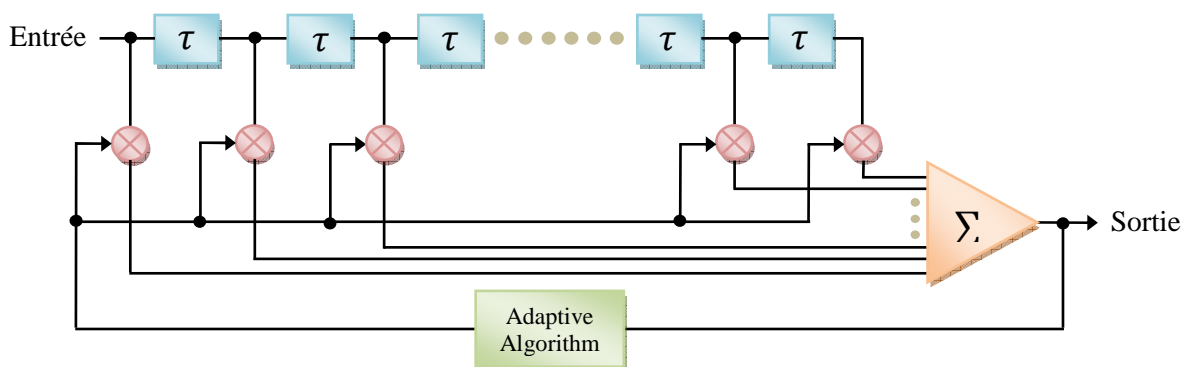 Entrée
τ
τ
τ
τ
τ
Σ
Sortie
Adaptive
Algorithm